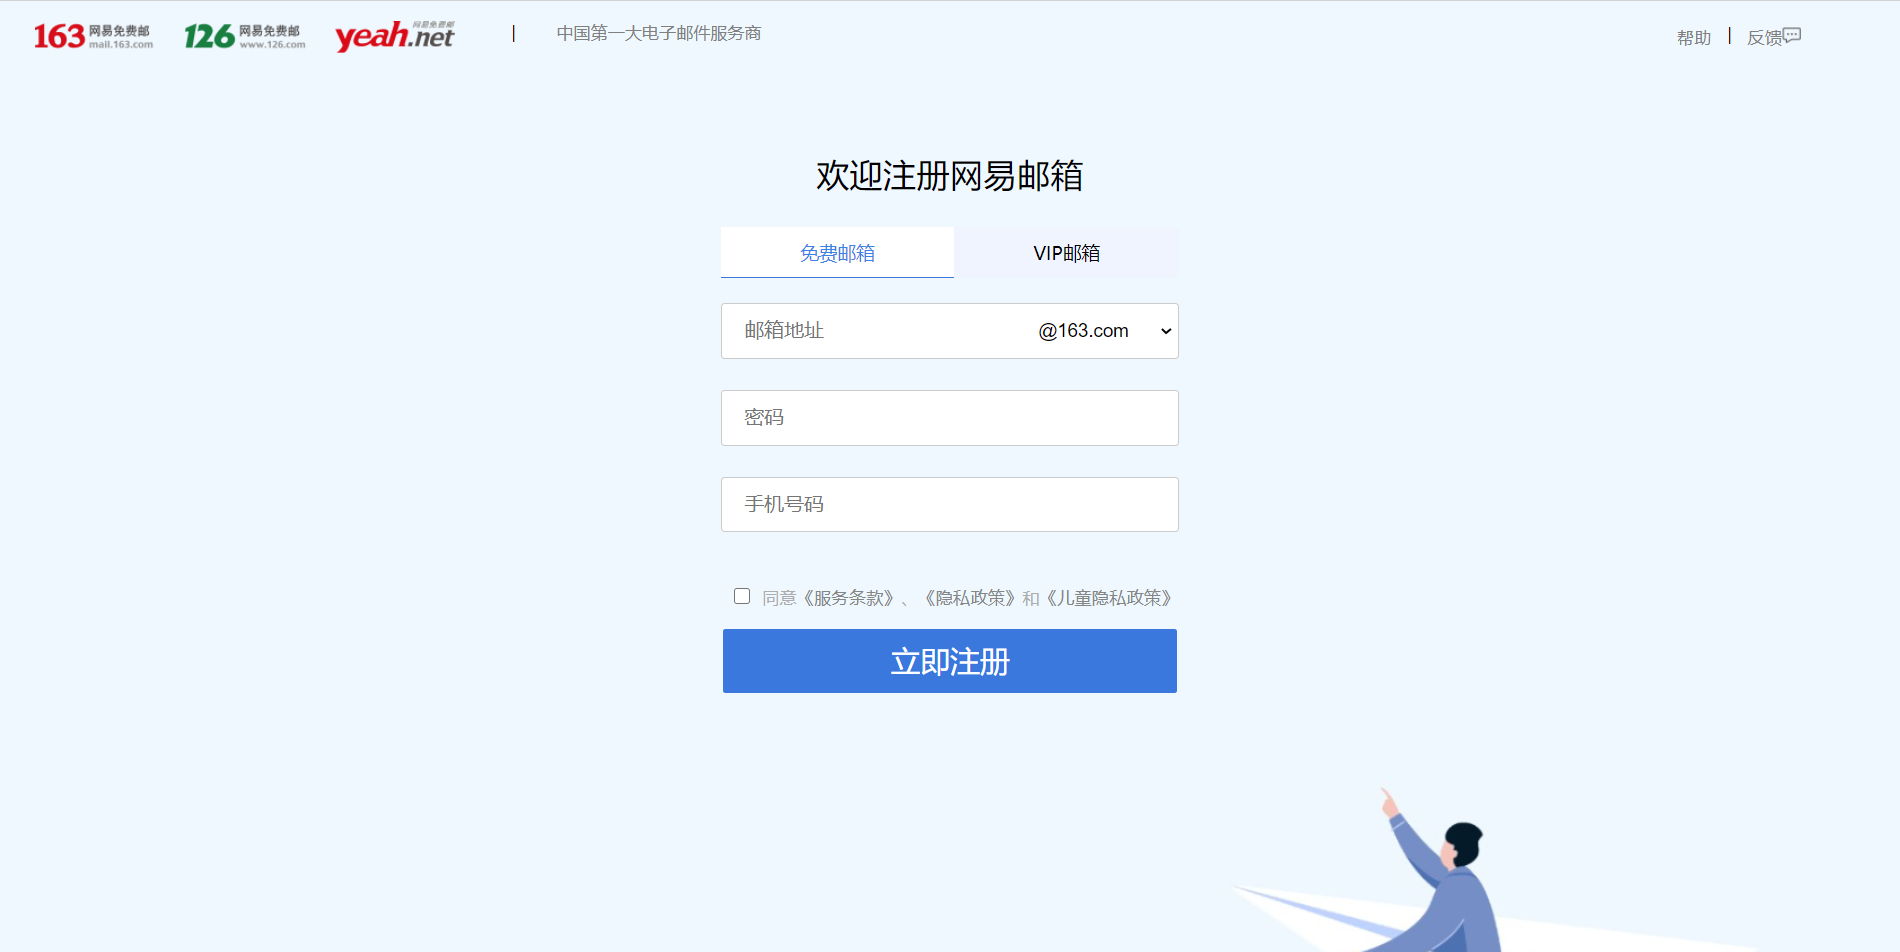 163 网易免费邮 mail.163.com 126 网易免费邮 www.126.com yeah.net 网易免费邮 | 中国第一大电子邮件服务商 帮助 | 反馈
欢迎注册网易邮箱
免费邮箱 VIP邮箱
邮箱地址 @163.com
密码
手机号码
同意《服务条款》、《隐私政策》和《儿童隐私政策》
立即注册